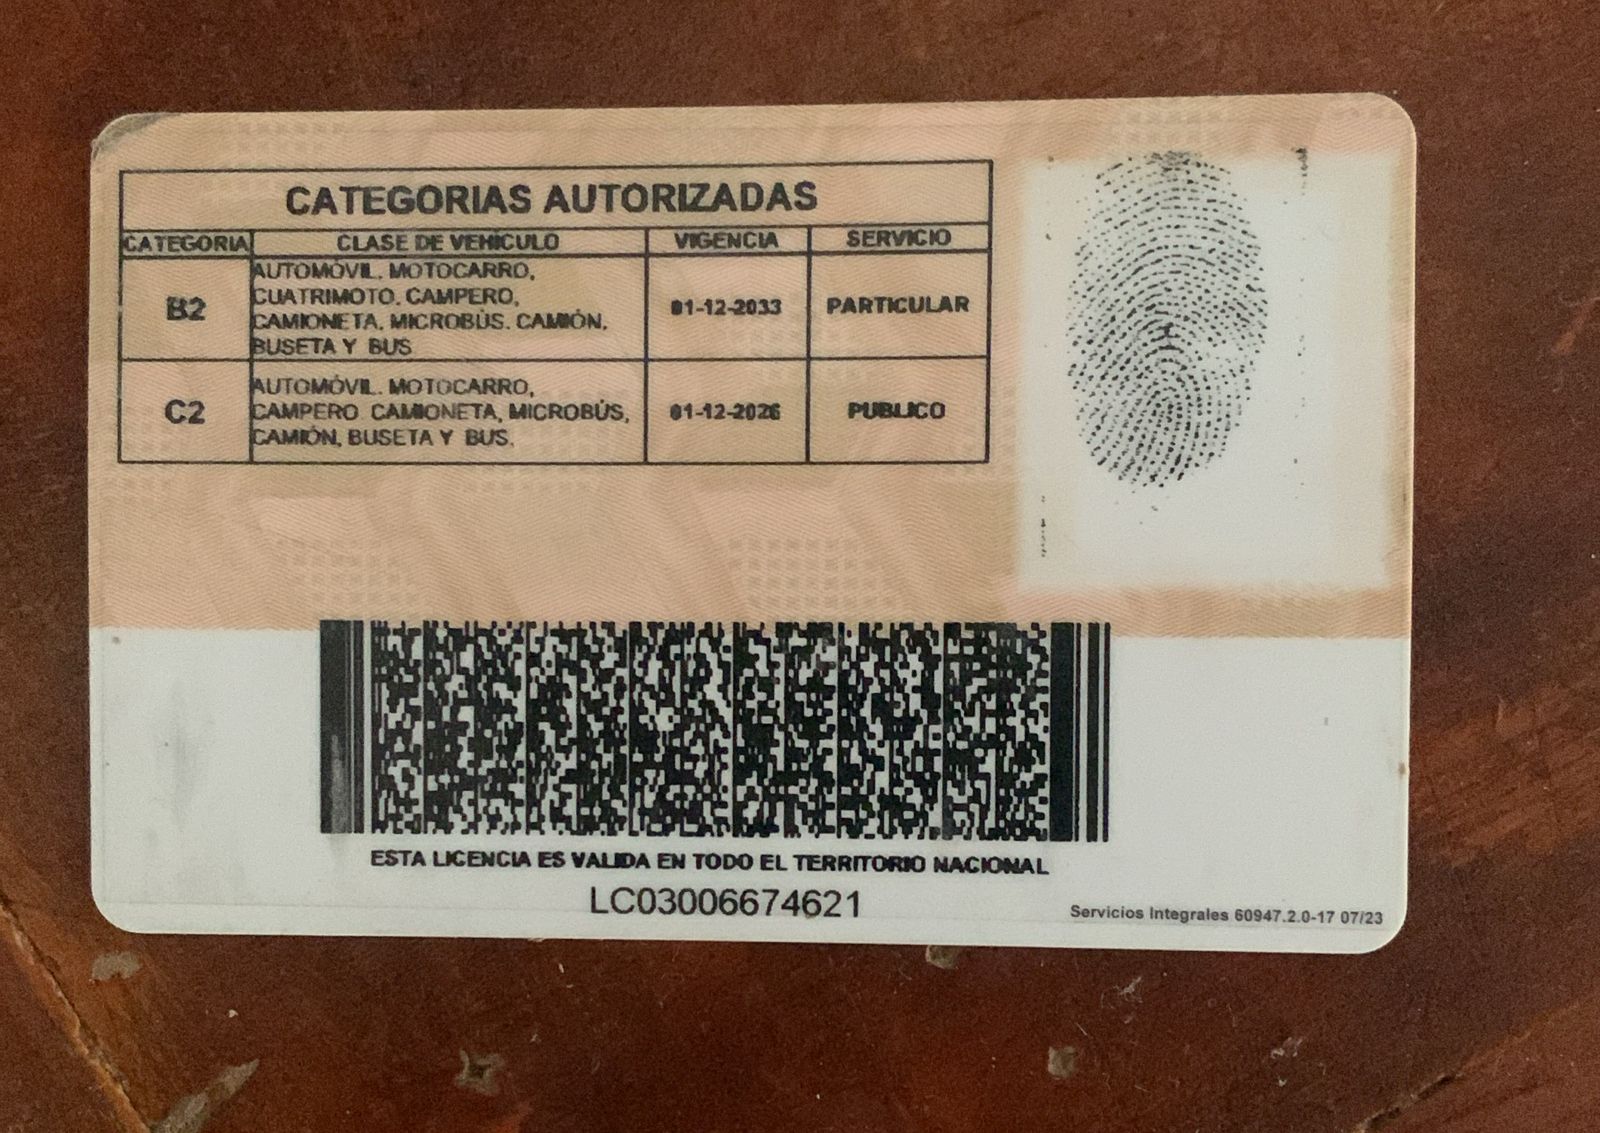 CATEGORIAS AUTORIZADAS
CATEGORIA CLASE DE VEHÍCULO VIGENCIA SERVICIO
B2
AUTOMÓVIL, MOTOCARRO,
CUATRIMOTO, CAMPERO,
CAMIONETA, MICROBÚS, CAMIÓN,
BUSETA Y BUS
01-12-2033
PARTICULAR
C2
AUTOMÓVIL, MOTOCARRO,
CAMPERO CAMIONETA, MICROBÚS,
CAMIÓN, BUSETA Y BUS.
01-12-2026
PUBLICO
ESTA LICENCIA ES VALIDA EN TODO EL TERRITORIO NACIONAL
LC03006674621
Servicios Integrales 60947.2.0-17 07/23